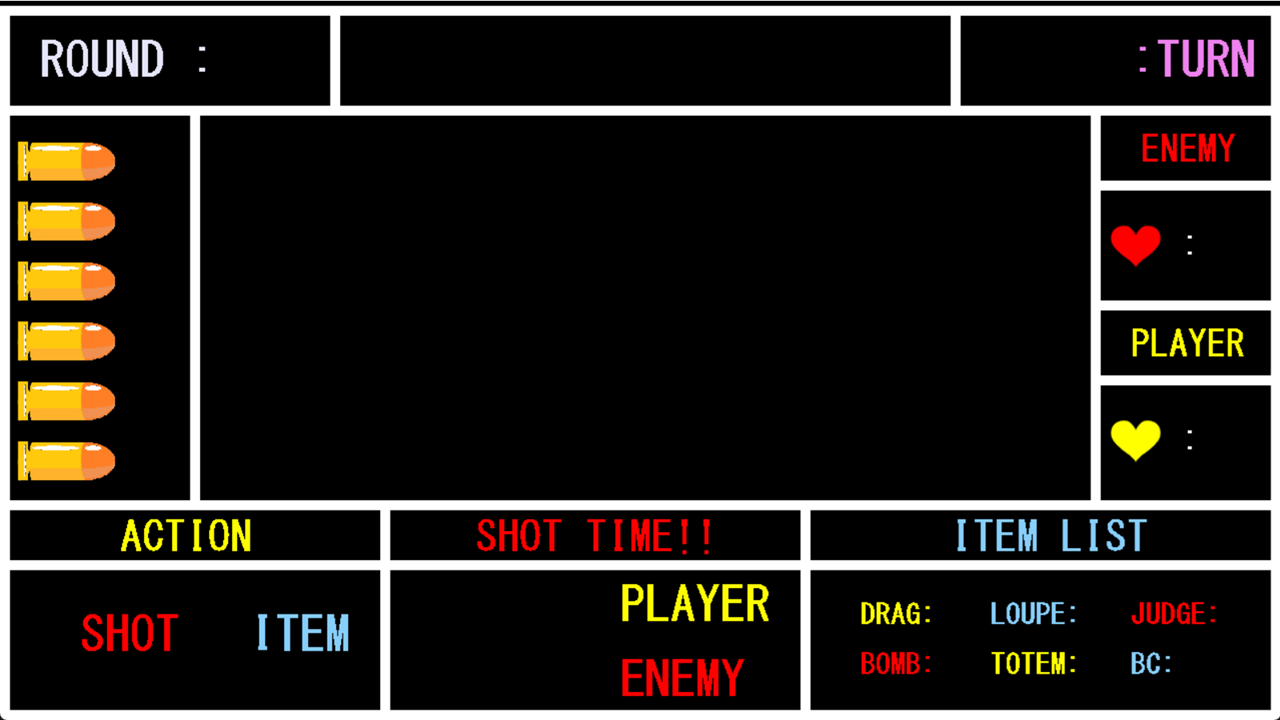 ROUND :
:TURN
ENEMY
:
PLAYER
:
ACTION
SHOT TIME!!
ITEM LIST
SHOT ITEM
PLAYER
ENEMY
DRAG: LOUPE: JUDGE:
BOMB: TOTEM: BC: